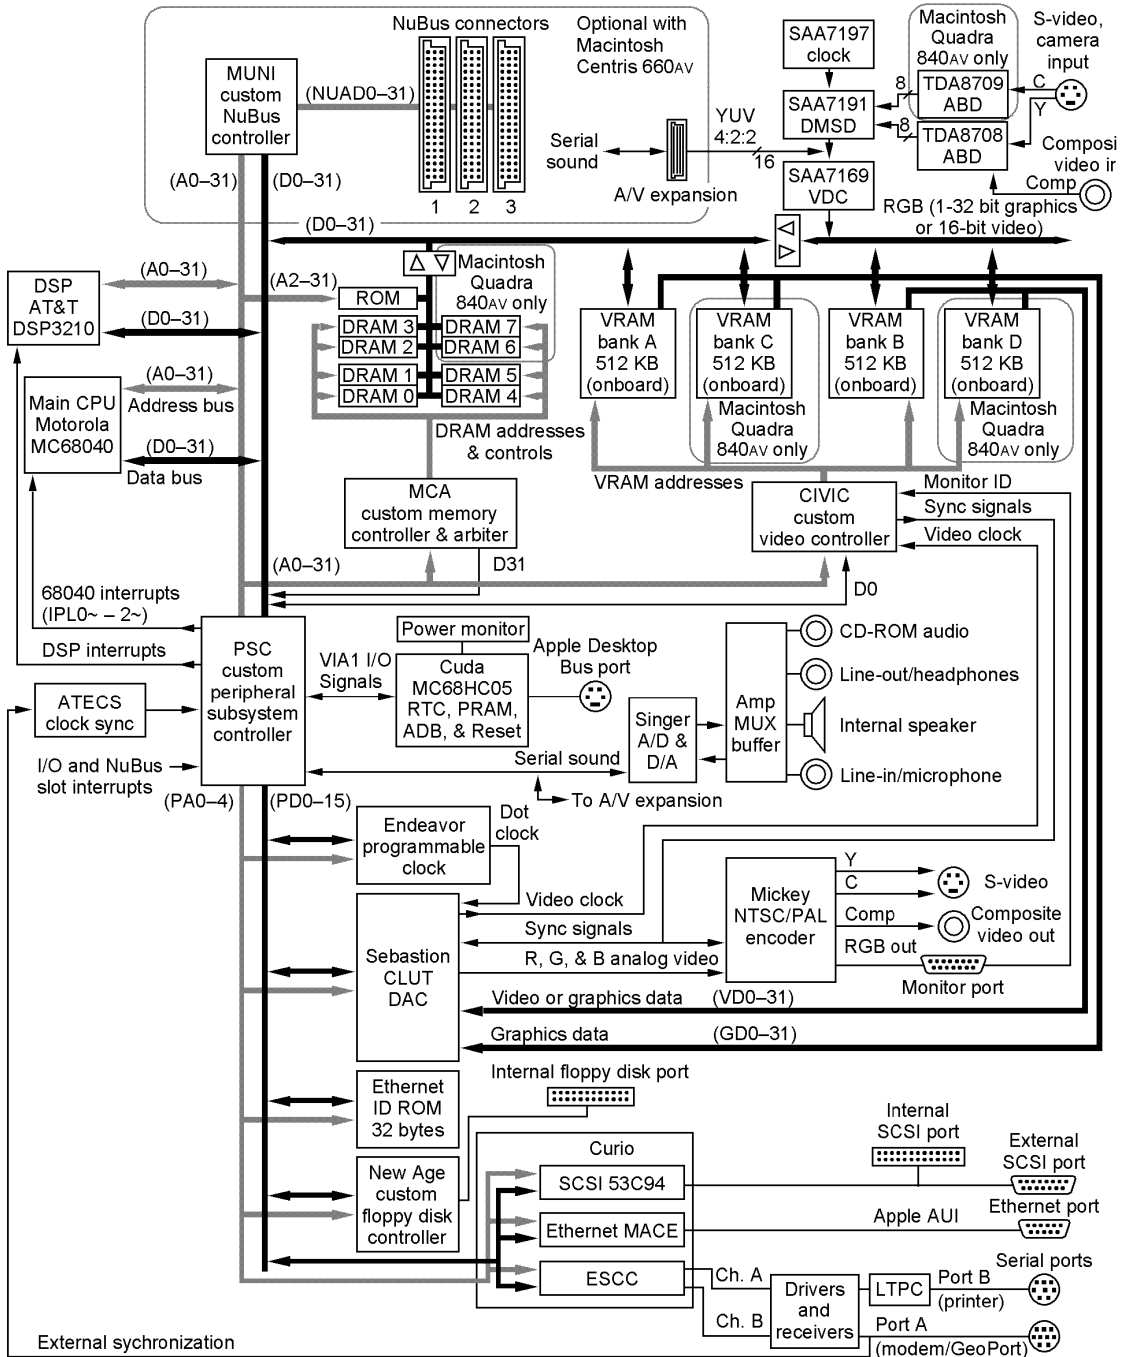 NuBus connectors
Optional with
Macintosh
Centris 660AV
MUNI
custom
NuBus
controller
(NUAD0–31)
1
2
3
(A0–31)
(D0–31)
Serial
sound
A/V expansion
YUV
4:2:2
16
SAA7197
clock
SAA7191
DMSD
SAA7169
VDC
Macintosh
Quadra
840AV only
TDA8709
ABD
TDA8708
ABD
8
8
S-video,
camera
input
C
Y
Composi
video ir
Comp
RGB (1-32 bit graphics
or 16-bit video)
(D0–31)
DSP
AT&T
DSP3210
(A0–31)
(D0–31)
(A2–31)
Macintosh
Quadra
840AV only
ROM
DRAM 3
DRAM 7
DRAM 2
DRAM 6
DRAM 1
DRAM 5
DRAM 0
DRAM 4
DRAM addresses
& controls
VRAM
bank A
512 KB
(onboard)
VRAM
bank C
512 KB
(onboard)
Macintosh
Quadra
840AV only
VRAM
bank B
512 KB
(onboard)
VRAM
bank D
512 KB
(onboard)
Macintosh
Quadra
840AV only
VRAM addresses
Main CPU
Motorola
MC68040
(A0–31)
Address bus
(D0–31)
Data bus
MCA
custom memory
controller & arbiter
CIVIC
custom
video controller
Monitor ID
Sync signals
Video clock
(A0–31)
D31
D0
68040 interrupts
(IPL0~ – 2~)
DSP interrupts
ATECS
clock sync
I/O and NuBus
slot interrupts
PSC
custom
peripheral
subsystem
controller
VIA1 I/O
Signals
Power monitor
Cuda
MC68HC05
RTC, PRAM,
ADB, & Reset
Apple Desktop
Bus port
Singer
A/D &
D/A
Amp
MUX
buffer
CD-ROM audio
Line-out/headphones
Internal speaker
Line-in/microphone
Serial sound
To A/V expansion
(PA0–4)
(PD0–15)
Endeavor
programmable
clock
Dot
clock
Sebastion
CLUT
DAC
Video clock
Sync signals
R, G, & B analog video
Mickey
NTSC/PAL
encoder
Y
C
S-video
Comp
Composite
video out
RGB out
Monitor port
Video or graphics data
(VD0–31)
Graphics data
(GD0–31)
Ethernet
ID ROM
32 bytes
Internal floppy disk port
New Age
custom
floppy disk
controller
Curio
SCSI 53C94
Ethernet MACE
ESCC
Internal
SCSI port
External
SCSI port
Apple AUI
Ethernet port
Ch. A
Ch. B
Drivers
and
receivers
LTPC
Port B
(printer)
Serial ports
Port A
(modem/GeoPort)
External sychronization